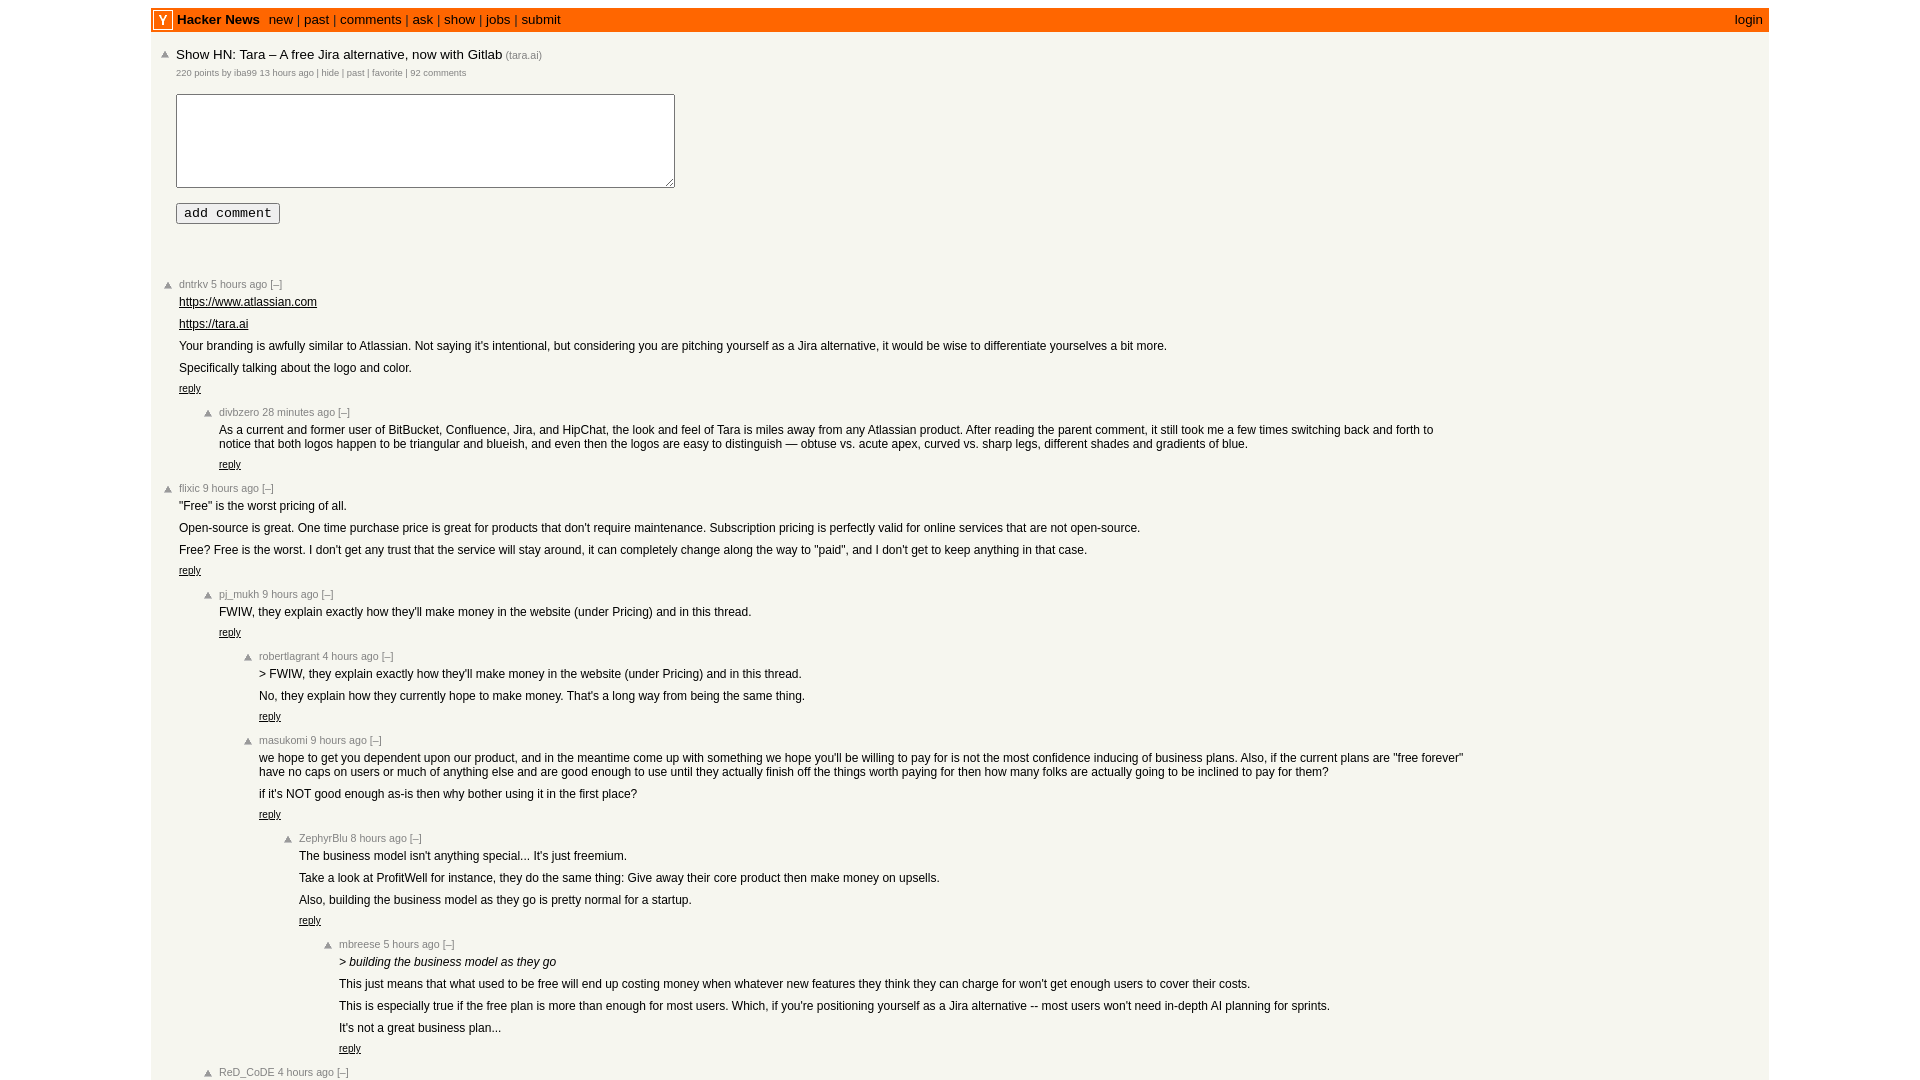 Y Hacker News new | past | comments | ask | show | jobs | submit login
Show HN: Tara – A free Jira alternative, now with Gitlab (tara.ai)
220 points by iba99 13 hours ago | hide | past | favorite | 92 comments
add comment
dntrkv 5 hours ago [–]
https://www.atlassian.com
https://tara.ai
Your branding is awfully similar to Atlassian. Not saying it's intentional, but considering you are pitching yourself as a Jira alternative, it would be wise to differentiate yourselves a bit more.
Specifically talking about the logo and color.
reply
divbzero 28 minutes ago [–]
As a current and former user of BitBucket, Confluence, Jira, and HipChat, the look and feel of Tara is miles away from any Atlassian product. After reading the parent comment, it still took me a few times switching back and forth to
notice that both logos happen to be triangular and blueish, and even then the logos are easy to distinguish — obtuse vs. acute apex, curved vs. sharp legs, different shades and gradients of blue.
reply
flixic 9 hours ago [–]
"Free" is the worst pricing of all.
Open-source is great. One time purchase price is great for products that don't require maintenance. Subscription pricing is perfectly valid for online services that are not open-source.
Free? Free is the worst. I don't get any trust that the service will stay around, it can completely change along the way to "paid", and I don't get to keep anything in that case.
reply
pj_mukh 9 hours ago [–]
FWIW, they explain exactly how they'll make money in the website (under Pricing) and in this thread.
reply
robertlagrant 4 hours ago [–]
> FWIW, they explain exactly how they'll make money in the website (under Pricing) and in this thread.
No, they explain how they currently hope to make money. That's a long way from being the same thing.
reply
masukomi 9 hours ago [–]
we hope to get you dependent upon our product, and in the meantime come up with something we hope you'll be willing to pay for is not the most confidence inducing of business plans. Also, if the current plans are "free forever"
have no caps on users or much of anything else and are good enough to use until they actually finish off the things worth paying for then how many folks are actually going to be inclined to pay for them?
if it's NOT good enough as-is then why bother using it in the first place?
reply
ZephyrBlu 8 hours ago [–]
The business model isn't anything special... It's just freemium.
Take a look at ProfitWell for instance, they do the same thing: Give away their core product then make money on upsells.
Also, building the business model as they go is pretty normal for a startup.
reply
mbreese 5 hours ago [–]
> building the business model as they go
This just means that what used to be free will end up costing money when whatever new features they think they can charge for won't get enough users to cover their costs.
This is especially true if the free plan is more than enough for most users. Which, if you're positioning yourself as a Jira alternative -- most users won't need in-depth AI planning for sprints.
It's not a great business plan...
reply
ReD_CoDE 4 hours ago [–]